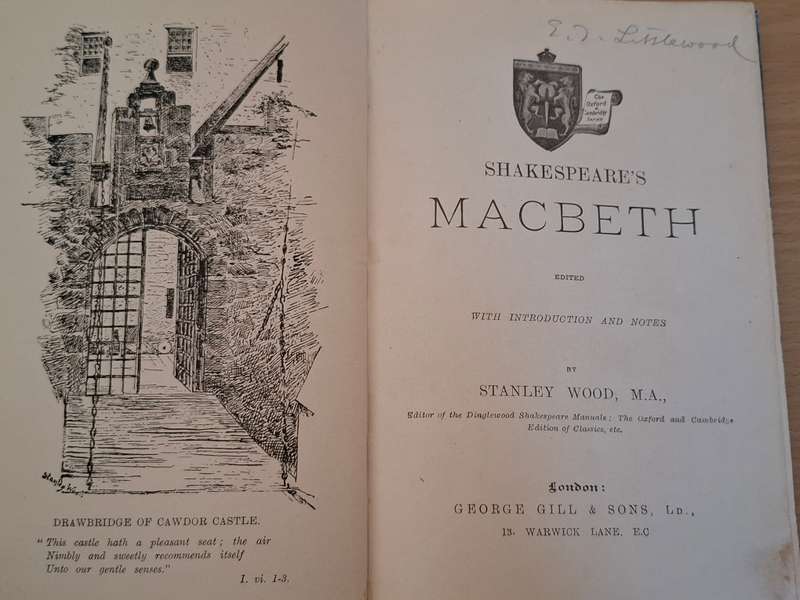 DRAWBRIDGE OF CAWDOR CASTLE.
"This castle hath a pleasant seat; the air
Nimbly and sweetly recommends itself
Unto our gentle senses."
I. vi. 1-3.
Littlewood
The
Oxford
&
Cambridge
Series
SHAKESPEARE'S
MACBETH
EDITED
WITH INTRODUCTION AND NOTES
BY
STANLEY WOOD, M.A.,
Editor of the Dinglewood Shakespeare Manuals; The Oxford and Cambridge
Edition of Classics, etc.
London:
GEORGE GILL & SONS, LD.,
13, WARWICK LANE, E.C